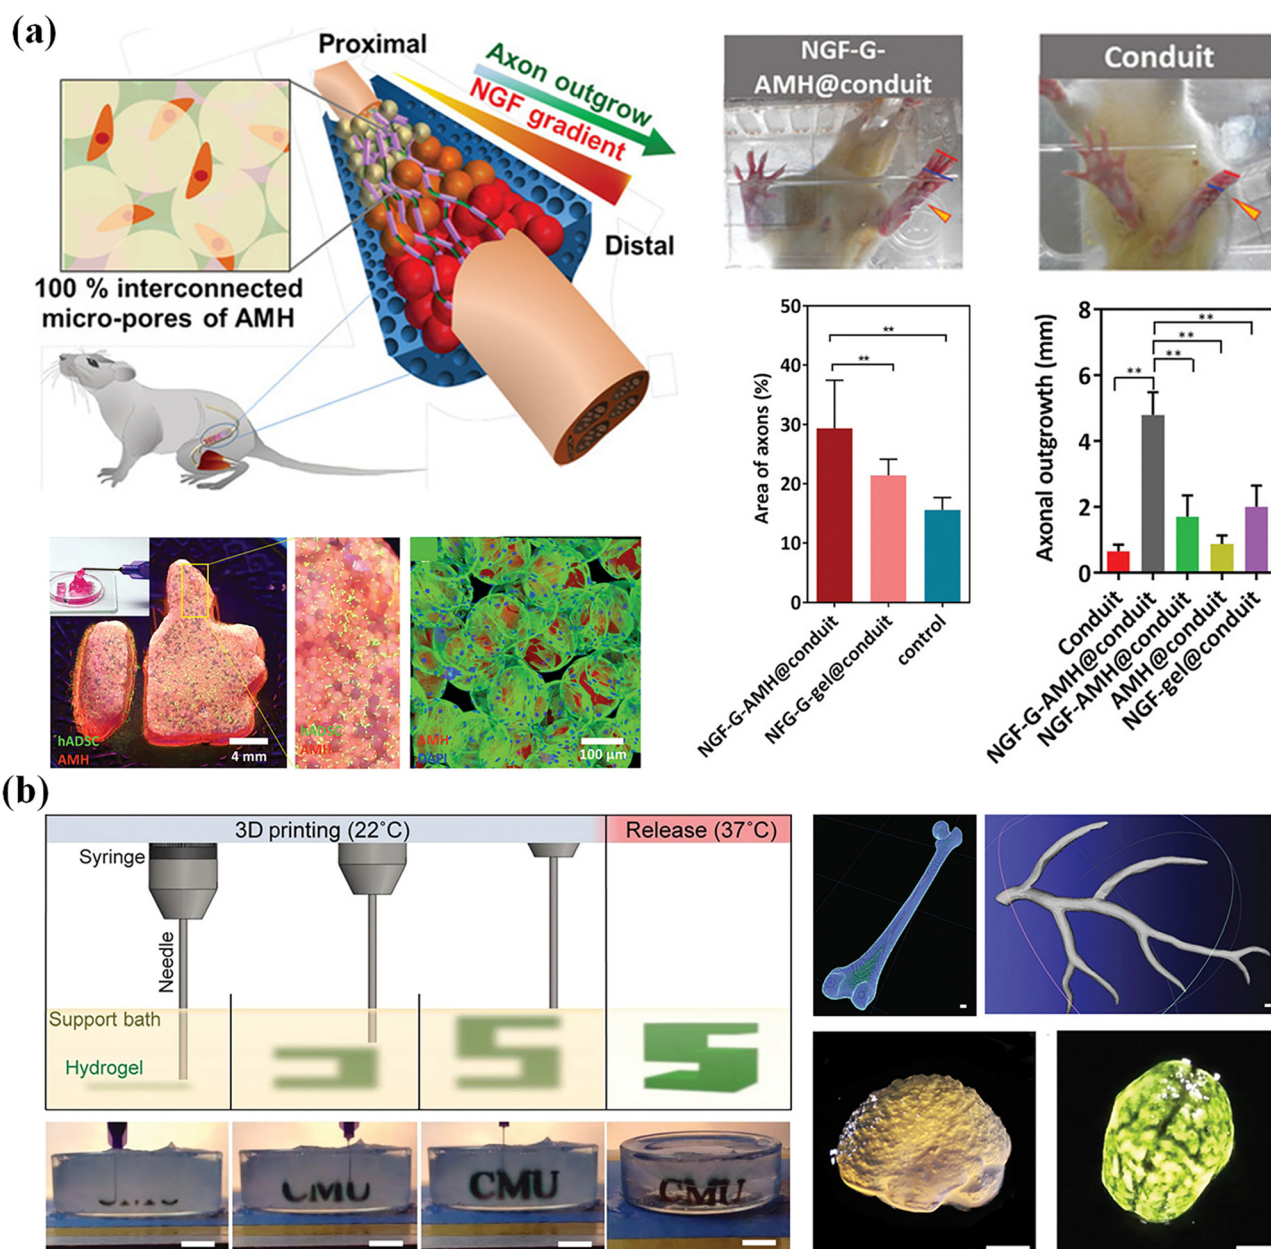 (a)
Proximal
Axon outgrow
NGF gradient
Distal
100 % interconnected
micro-pores of AMH
NGF-G-
AMH@conduit
Conduit
hADSC
AMH
4 mm
hADSC
AMH
AMH
DAPI
100 µm
Area of axons (%)
50
40
30
20
10
0
**
**
NGF-G-AMH@conduit
NFG-G-gel@conduit
control
Axonal outgrowth (mm)
8
6
4
2
0
**
**
**
**
Conduit
NGF-G-AMH@conduit
NGF-AMH@conduit
AMH@conduit
NGF-gel@conduit
(b)
3D printing (22˚C)
Release (37˚C)
Syringe
Needle
Support bath
Hydrogel
CMU
CMU
CMU
CMU